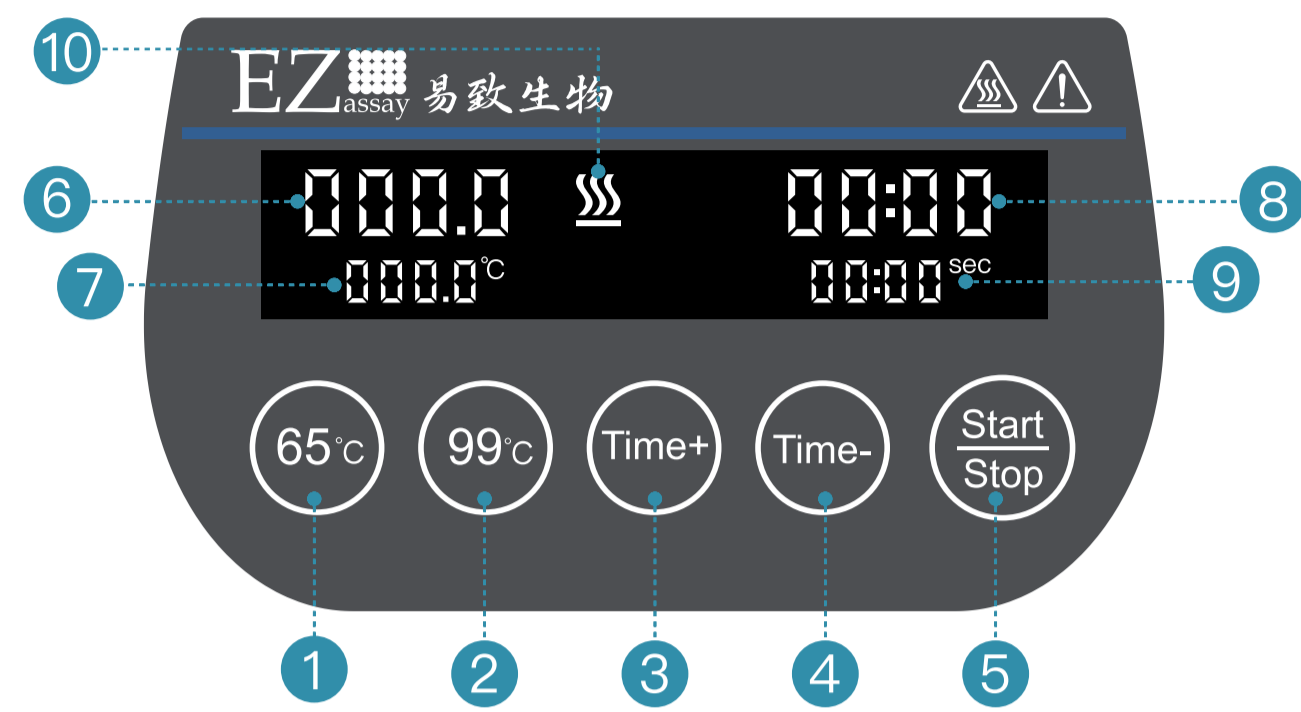 10
EZ assay 易致生物
6 000.0 00:00 8
7 000.0℃ 00:00 sec 9
65℃ 99℃ Time+ Time- Start
Stop
1 2 3 4 5